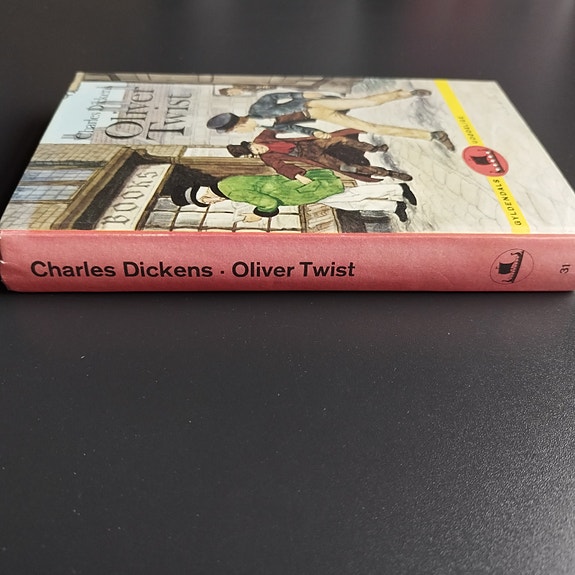 Charles Dickens
Oliver
Twist
BOOKS
GYLDENDALS
Charles Dickens · Oliver Twist
31